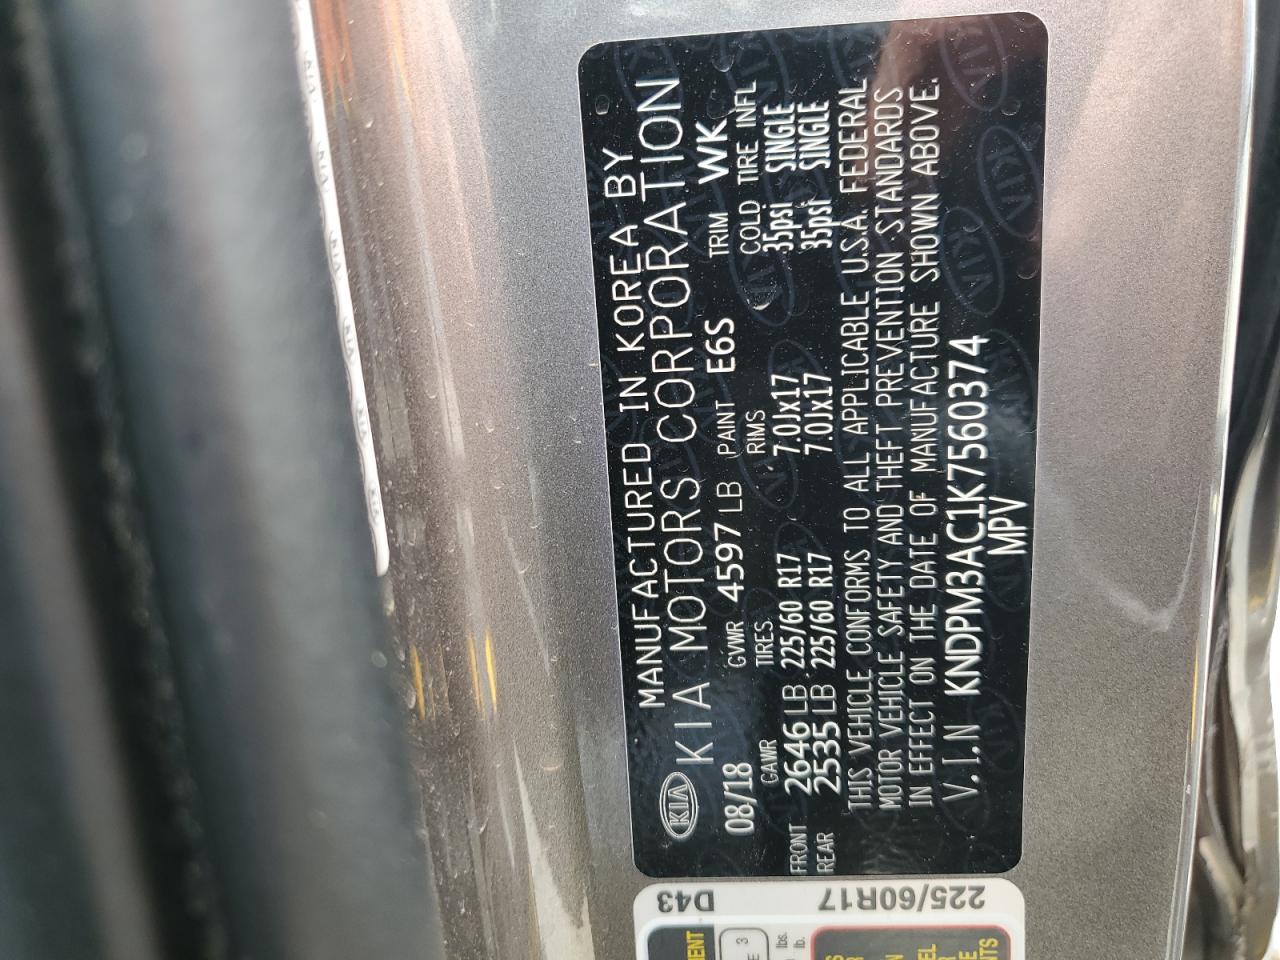 MANUFACTURED IN KOREA BY
KIA KIA MOTORS CORPORATION
08/18 GVWR 4597 LB PAINT E6S TRIM WK
GAWR TIRES RIMS COLD TIRE INFL
FRONT 2646 LB 225/60 R17 7.0Jx17 35psi SINGLE
REAR 2535 LB 225/60 R17 7.0Jx17 35psi SINGLE
THIS VEHICLE CONFORMS TO ALL APPLICABLE U.S.A. FEDERAL
MOTOR VEHICLE SAFETY AND THEFT PREVENTION STANDARDS
IN EFFECT ON THE DATE OF MANUFACTURE SHOWN ABOVE.
V.I.N KNDPM3AC1K7560374
MPV
D43
225/60R17
3
lbs.
lb.